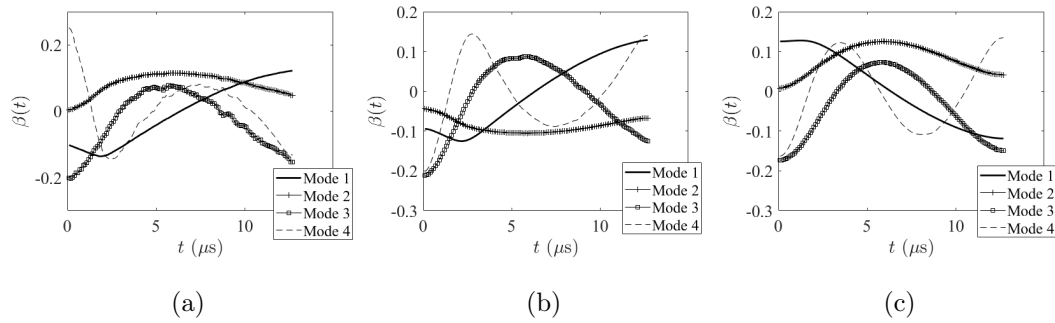 0.2
0
-0.2
β(t)
0
5
10
t (μs)
Mode 1
Mode 2
Mode 3
Mode 4
(a)
0.2
0.1
0
-0.1
-0.2
-0.3
β(t)
0
5
10
t (μs)
Mode 1
Mode 2
Mode 3
Mode 4
(b)
0.2
0.1
0
-0.1
-0.2
-0.3
β(t)
0
5
10
t (μs)
Mode 1
Mode 2
Mode 3
Mode 4
(c)